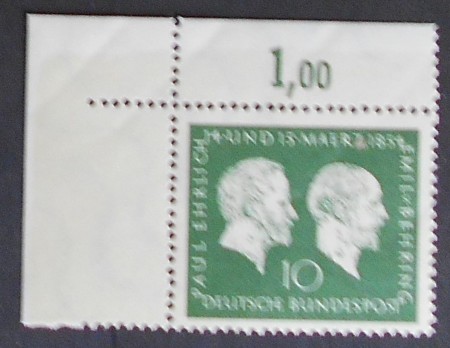 1,00
14·UND 15·MAERZ·1854
PAUL EHRLICH
EMIL V BEHRING
10
DEUTSCHE BUNDESPOST